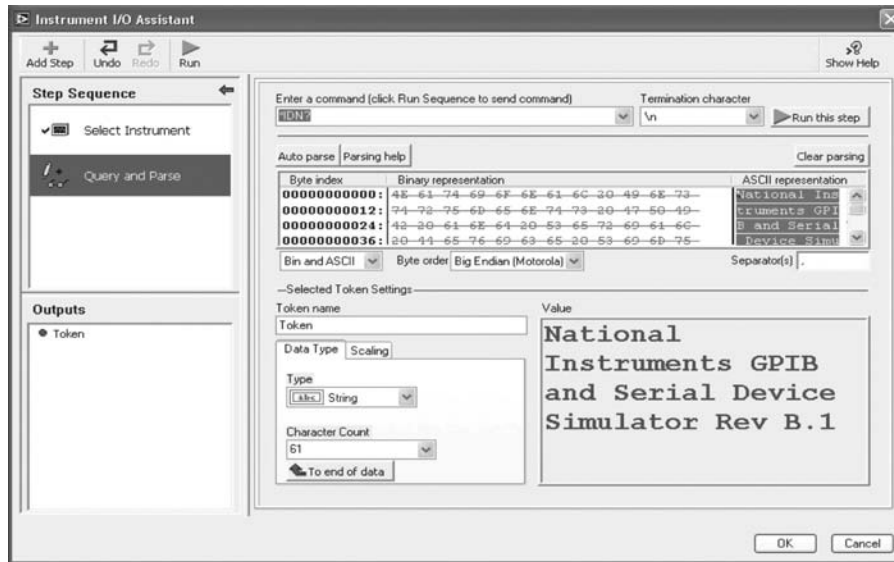 Instrument I/O Assistant
Add Step Undo Redo Run Show Help
Step Sequence
Select Instrument
Query and Parse
Outputs
Token
Enter a command (click Run Sequence to send command) Termination character
*IDN? \n Run this step
Auto parse Parsing help Clear parsing
Byte index Binary representation ASCII representation
00000000000: 4E 61 74 69 6F 6E 61 6C 20 49 6E 73 National Ins
00000000012: 74 72 75 6D 65 6E 74 73 20 47 50 49 truments GPI
00000000024: 42 20 61 6E 64 20 53 65 72 69 61 6C B and Serial
00000000036: 20 44 65 76 69 63 65 20 53 69 6D 75 Device Simu
Bin and ASCII Byte order Big Endian (Motorola) Separator(s) ,
Selected Token Settings
Token name Value
Token
Data Type Scaling
Type
Abc String
Character Count
61
To end of data
National
Instruments GPIB
and Serial Device
Simulator Rev B.1
OK Cancel